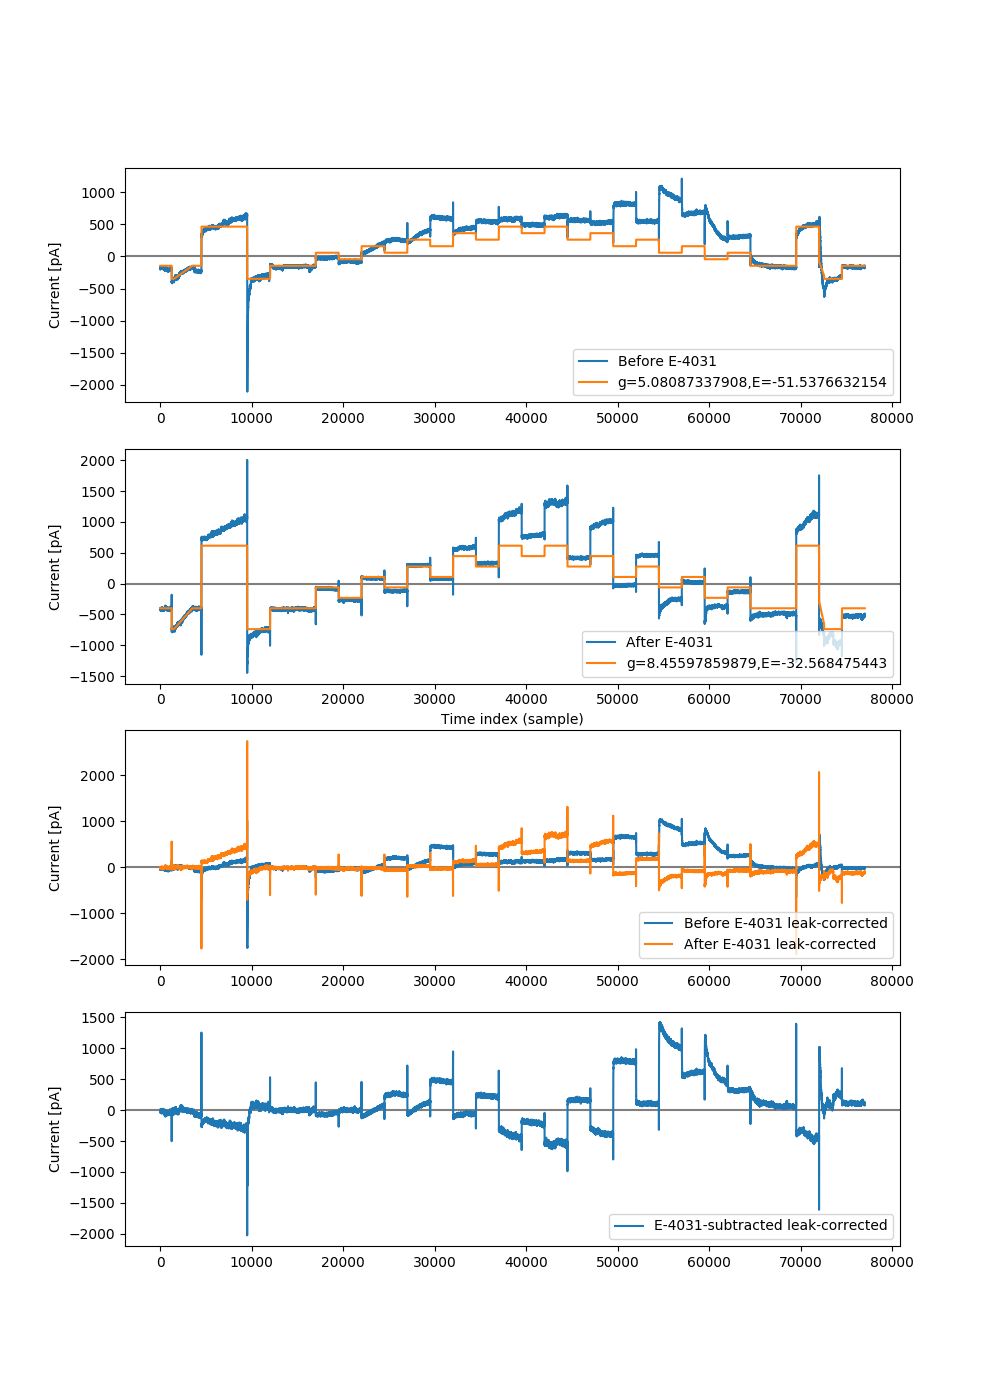 1000
500
0
−500
−1000
−1500
−2000
Current [pA]
Before E-4031
g=5.08087337908,E=-51.5376632154
0 10000 20000 30000 40000 50000 60000 70000 80000
2000
1500
1000
500
0
−500
−1000
−1500
Current [pA]
After E-4031
g=8.45597859879,E=-32.568475443
0 10000 20000 30000 40000 50000 60000 70000 80000
Time index (sample)
2000
1000
0
−1000
−2000
Current [pA]
Before E-4031 leak-corrected
After E-4031 leak-corrected
0 10000 20000 30000 40000 50000 60000 70000 80000
1500
1000
500
0
−500
−1000
−1500
−2000
Current [pA]
E-4031-subtracted leak-corrected
0 10000 20000 30000 40000 50000 60000 70000 80000